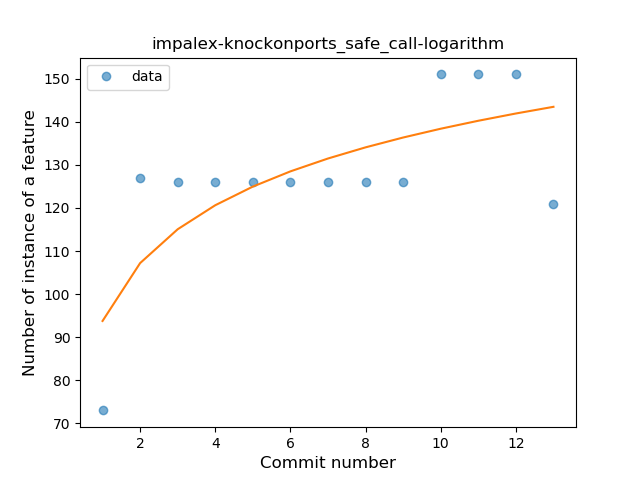 impalex-knockonports_safe_call-logarithm
data
Number of instance of a feature
150
140
130
120
110
100
90
80
70
2 4 6 8 10 12
Commit number